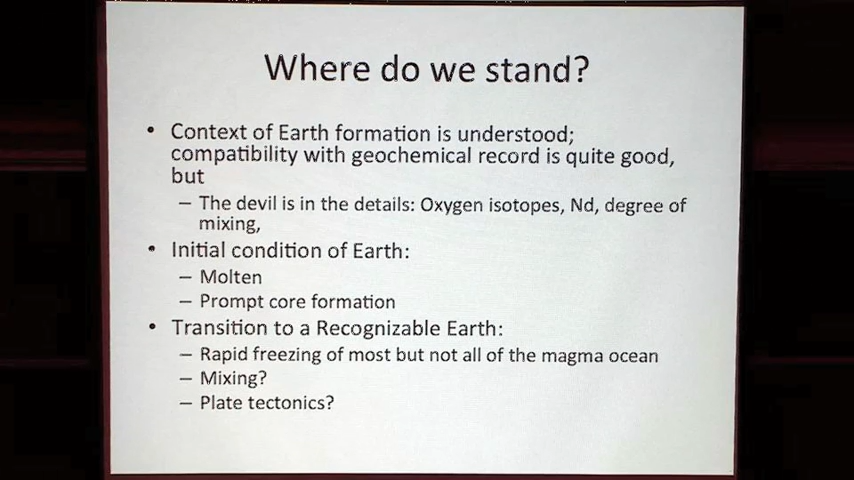 Where do we stand?
• Context of Earth formation is understood;
compatibility with geochemical record is quite good,
but
– The devil is in the details: Oxygen isotopes, Nd, degree of
mixing,
• Initial condition of Earth:
– Molten
– Prompt core formation
• Transition to a Recognizable Earth:
– Rapid freezing of most but not all of the magma ocean
– Mixing?
– Plate tectonics?